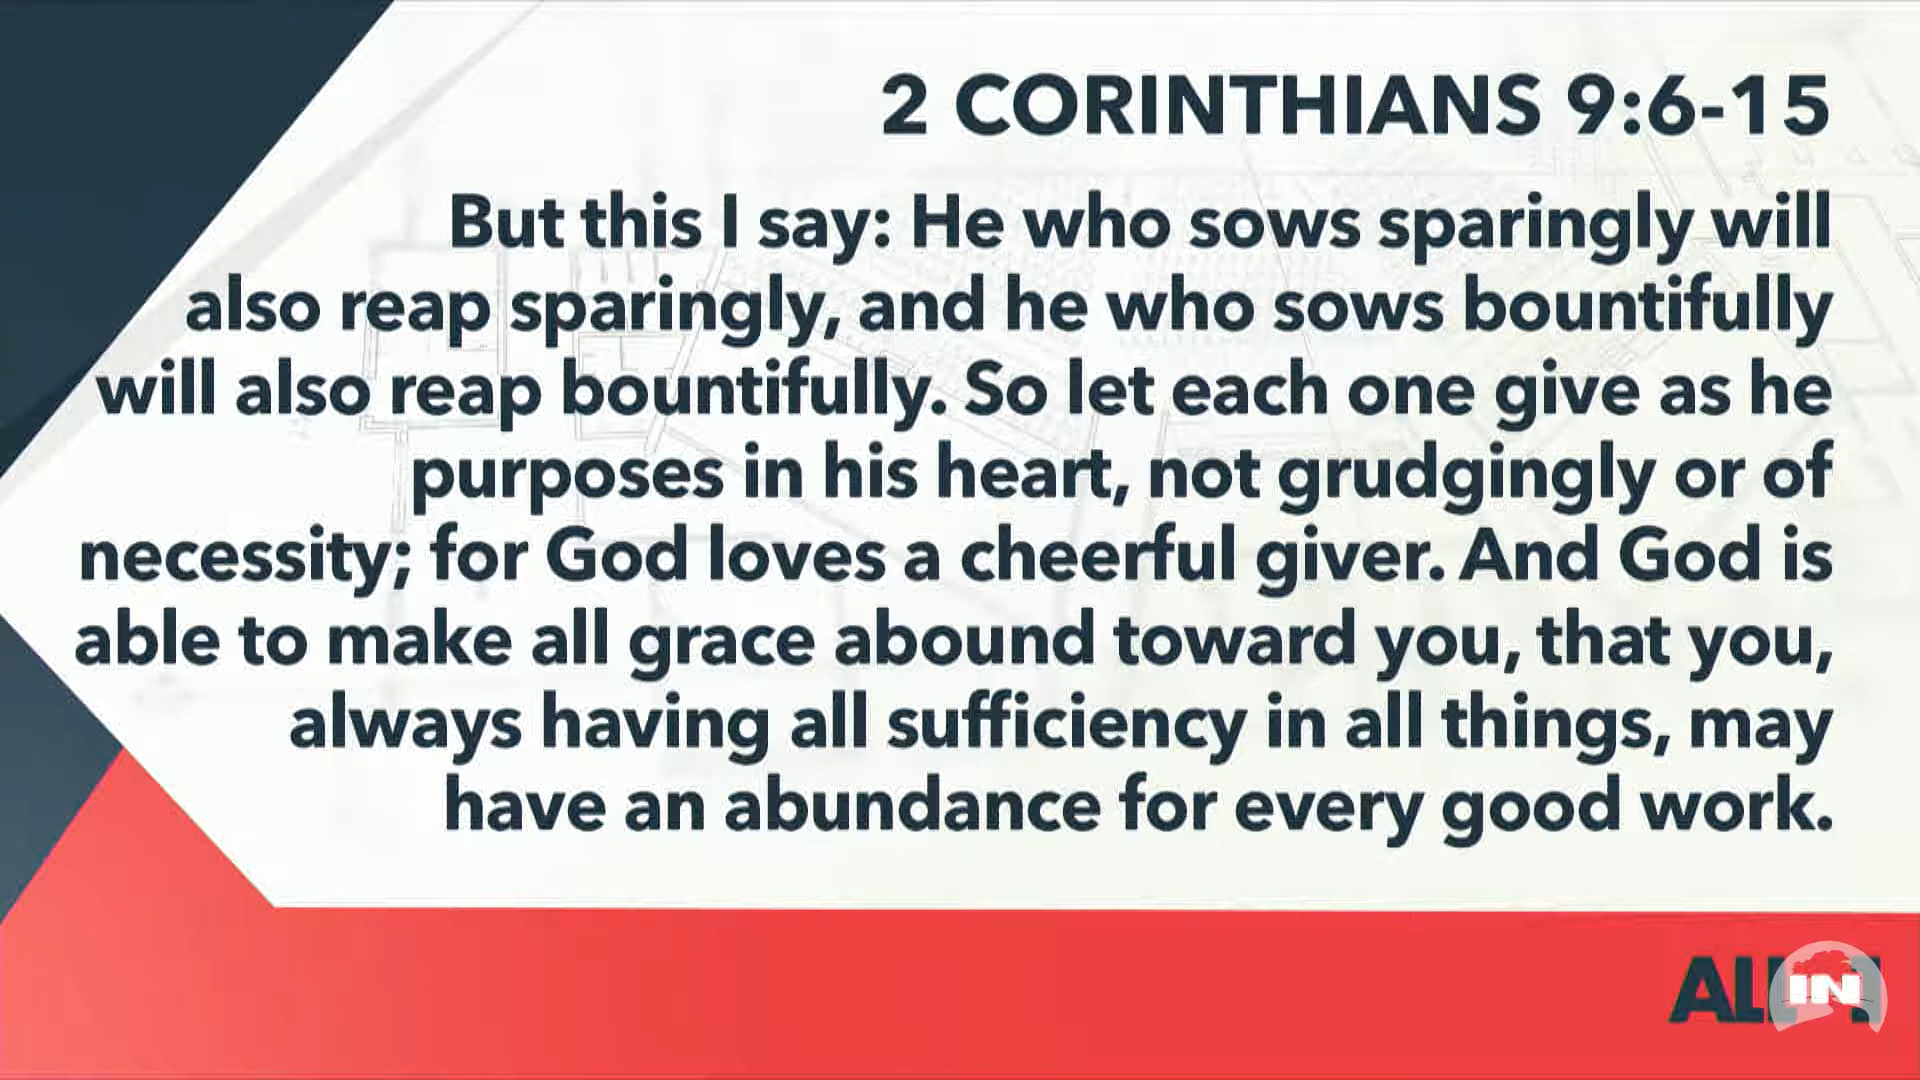 2 CORINTHIANS 9:6-15
But this I say: He who sows sparingly will
also reap sparingly, and he who sows bountifully
will also reap bountifully. So let each one give as he
purposes in his heart, not grudgingly or of
necessity; for God loves a cheerful giver. And God is
able to make all grace abound toward you, that you,
always having all sufficiency in all things, may
have an abundance for every good work.
IN